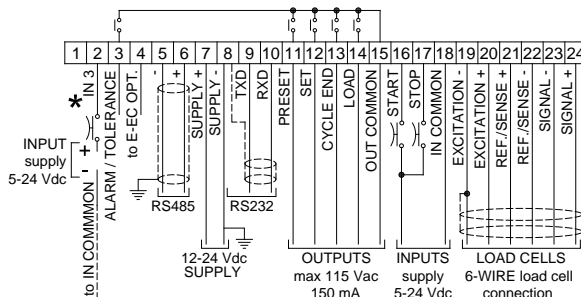 1 2 3 4 5 6 7 8 9 10 11 12 13 14 15 16 17 18 19 20 21 22 23 24
*
IN 3
ALARM / TOLERANCE
to E-EC OPT.
-
+
SUPPLY +
SUPPLY -
TXD
RXD
PRESET
SET
CYCLE END
LOAD
OUT COMMON
START
STOP
IN COMMON
EXCITATION -
EXCITATION +
REF./SENSE +
REF./SENSE -
SIGNAL -
SIGNAL +
+
-
INPUT
supply
5-24 Vdc
to IN COMMMON
RS485
RS232
12-24 Vdc
SUPPLY
OUTPUTS
max 115 Vac
150 mA
INPUTS
supply
5-24 Vdc
LOAD CELLS
6-WIRE load cell
connection